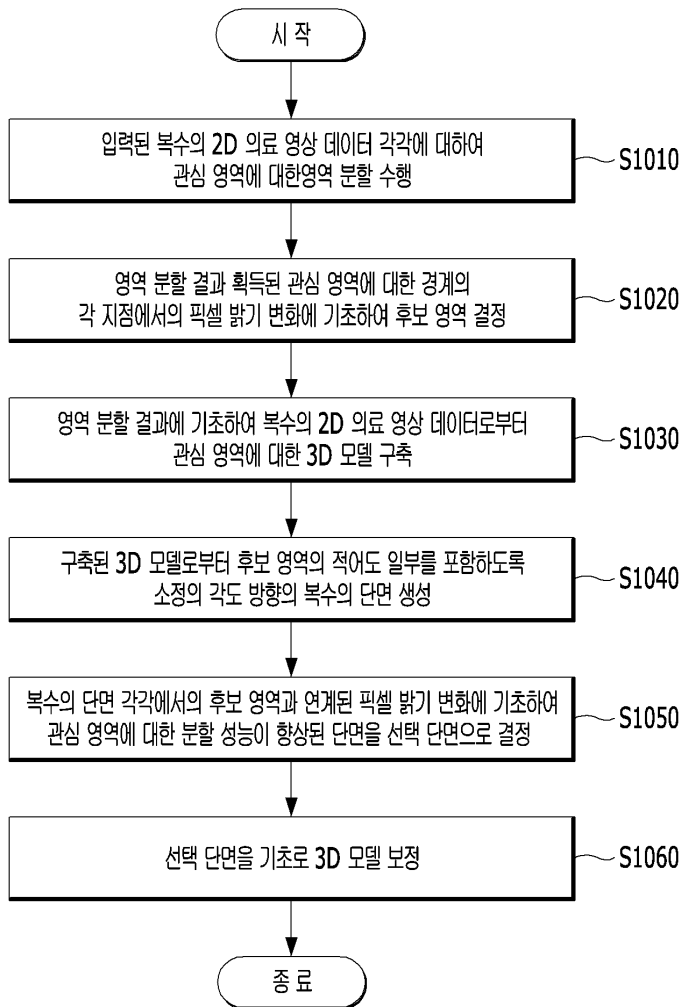 시 작
입력된 복수의 2D 의료 영상 데이터 각각에 대하여
관심 영역에 대한영역 분할 수행
S1010
영역 분할 결과 획득된 관심 영역에 대한 경계의
각 지점에서의 픽셀 밝기 변화에 기초하여 후보 영역 결정
S1020
영역 분할 결과에 기초하여 복수의 2D 의료 영상 데이터로부터
관심 영역에 대한 3D 모델 구축
S1030
구축된 3D 모델로부터 후보 영역의 적어도 일부를 포함하도록
소정의 각도 방향의 복수의 단면 생성
S1040
복수의 단면 각각에서의 후보 영역과 연계된 픽셀 밝기 변화에 기초하여
관심 영역에 대한 분할 성능이 향상된 단면을 선택 단면으로 결정
S1050
선택 단면을 기초로 3D 모델 보정
S1060
종 료